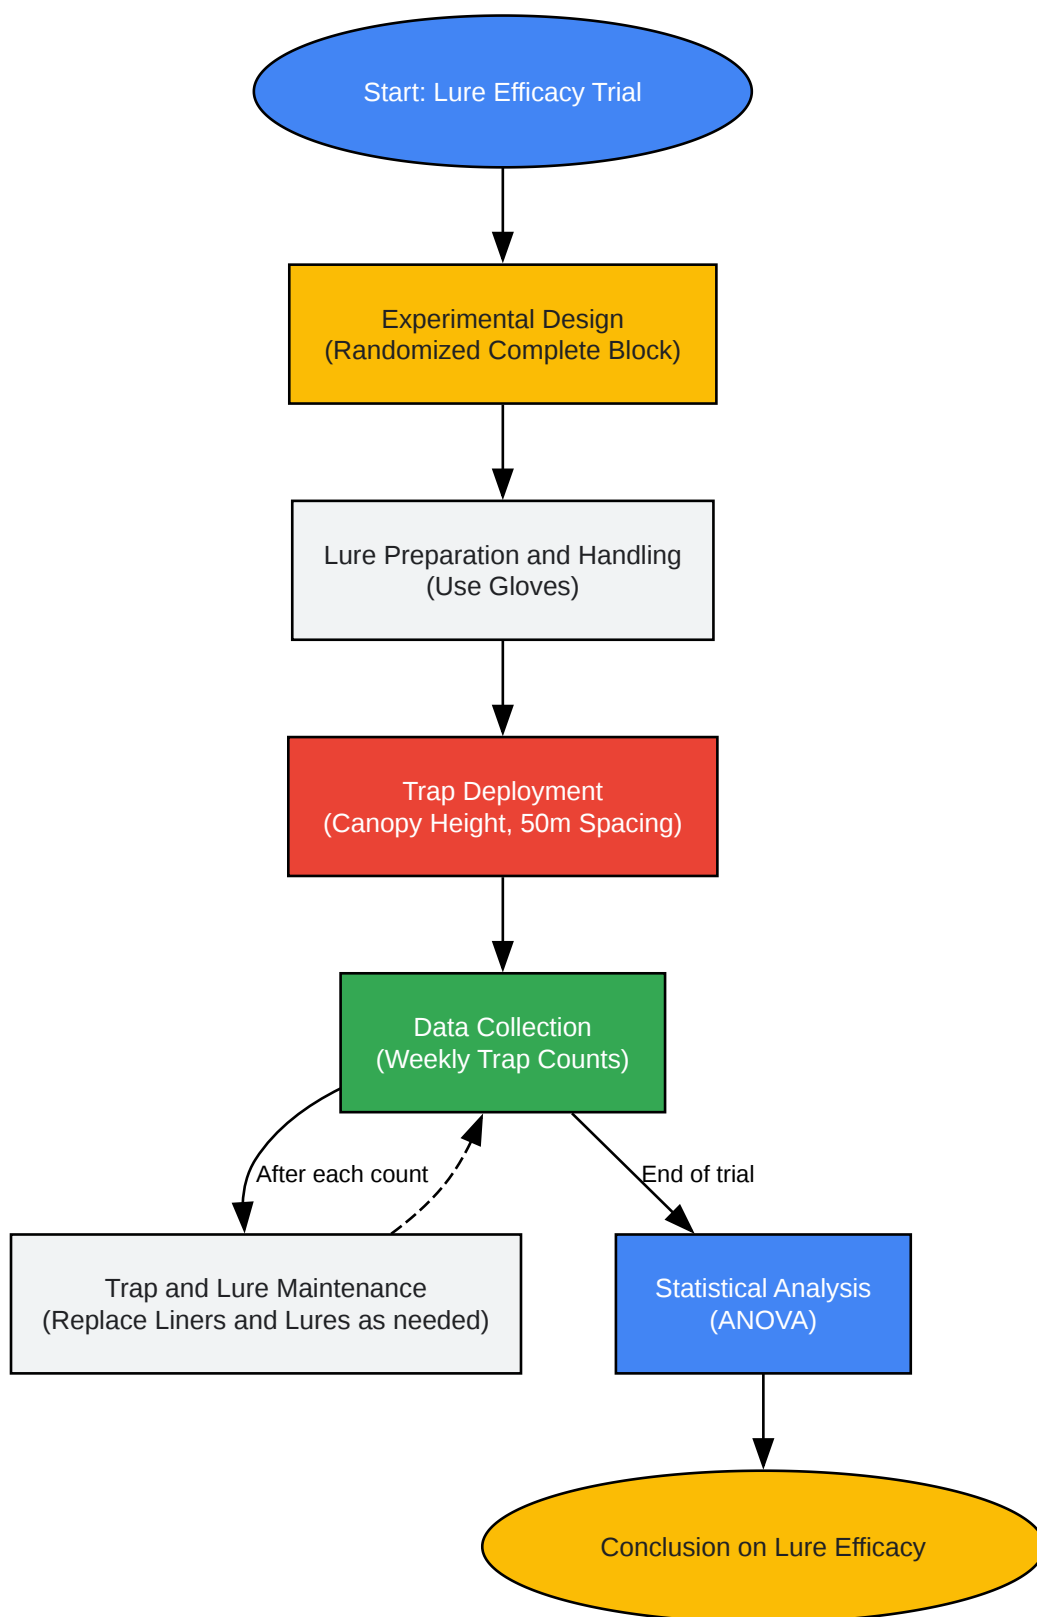 Start: Lure Efficacy Trial
Experimental Design
(Randomized Complete Block)
Lure Preparation and Handling
(Use Gloves)
Trap Deployment
(Canopy Height, 50m Spacing)
Data Collection
(Weekly Trap Counts)
After each count
End of trial
Trap and Lure Maintenance
(Replace Liners and Lures as needed)
Statistical Analysis
(ANOVA)
Conclusion on Lure Efficacy